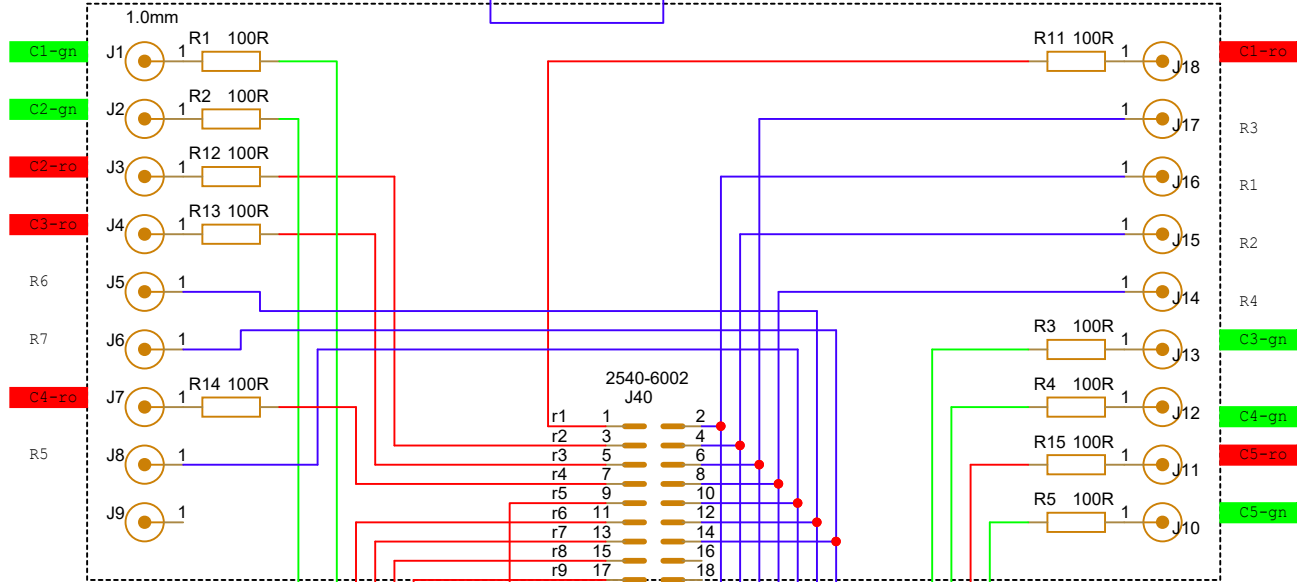 1.0mm
C1-gn J1 1 R1 100R R11 100R 1 J18 C1-ro
C2-gn J2 1 R2 100R 1 J17 R3
C2-ro J3 1 R12 100R 1 J16 R1
C3-ro J4 1 R13 100R 1 J15 R2
R6 J5 1 1 J14 R4
R7 J6 1 R3 100R 1 J13 C3-gn
C4-ro J7 1 R14 100R R4 100R 1 J12 C4-gn
R5 J8 1 R15 100R 1 J11 C5-ro
J9 1 R5 100R 1 J10 C5-gn
2540-6002
J40
r1 1 2
r2 3 4
r3 5 6
r4 7 8
r5 9 10
r6 11 12
r7 13 14
r8 15 16
r9 17 18